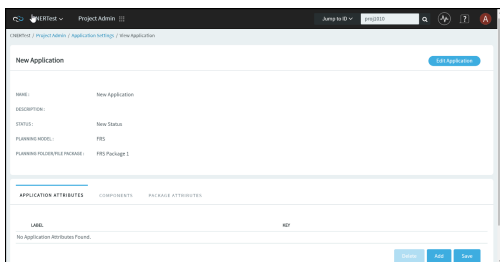 NERTest Project Admin Jump to ID proj1010 A
CNERTest / Project Admin / Application Settings / View Application
New Application Edit Application
NAME : New Application
DESCRIPTION :
STATUS : New Status
PLANNING MODEL : FRS
PLANNING FOLDER/FILE PACKAGE : FRS Package 1
APPLICATION ATTRIBUTES COMPONENTS PACKAGE ATTRIBUTES
LABEL KEY
No Application Attributes Found.
Delete Add Save